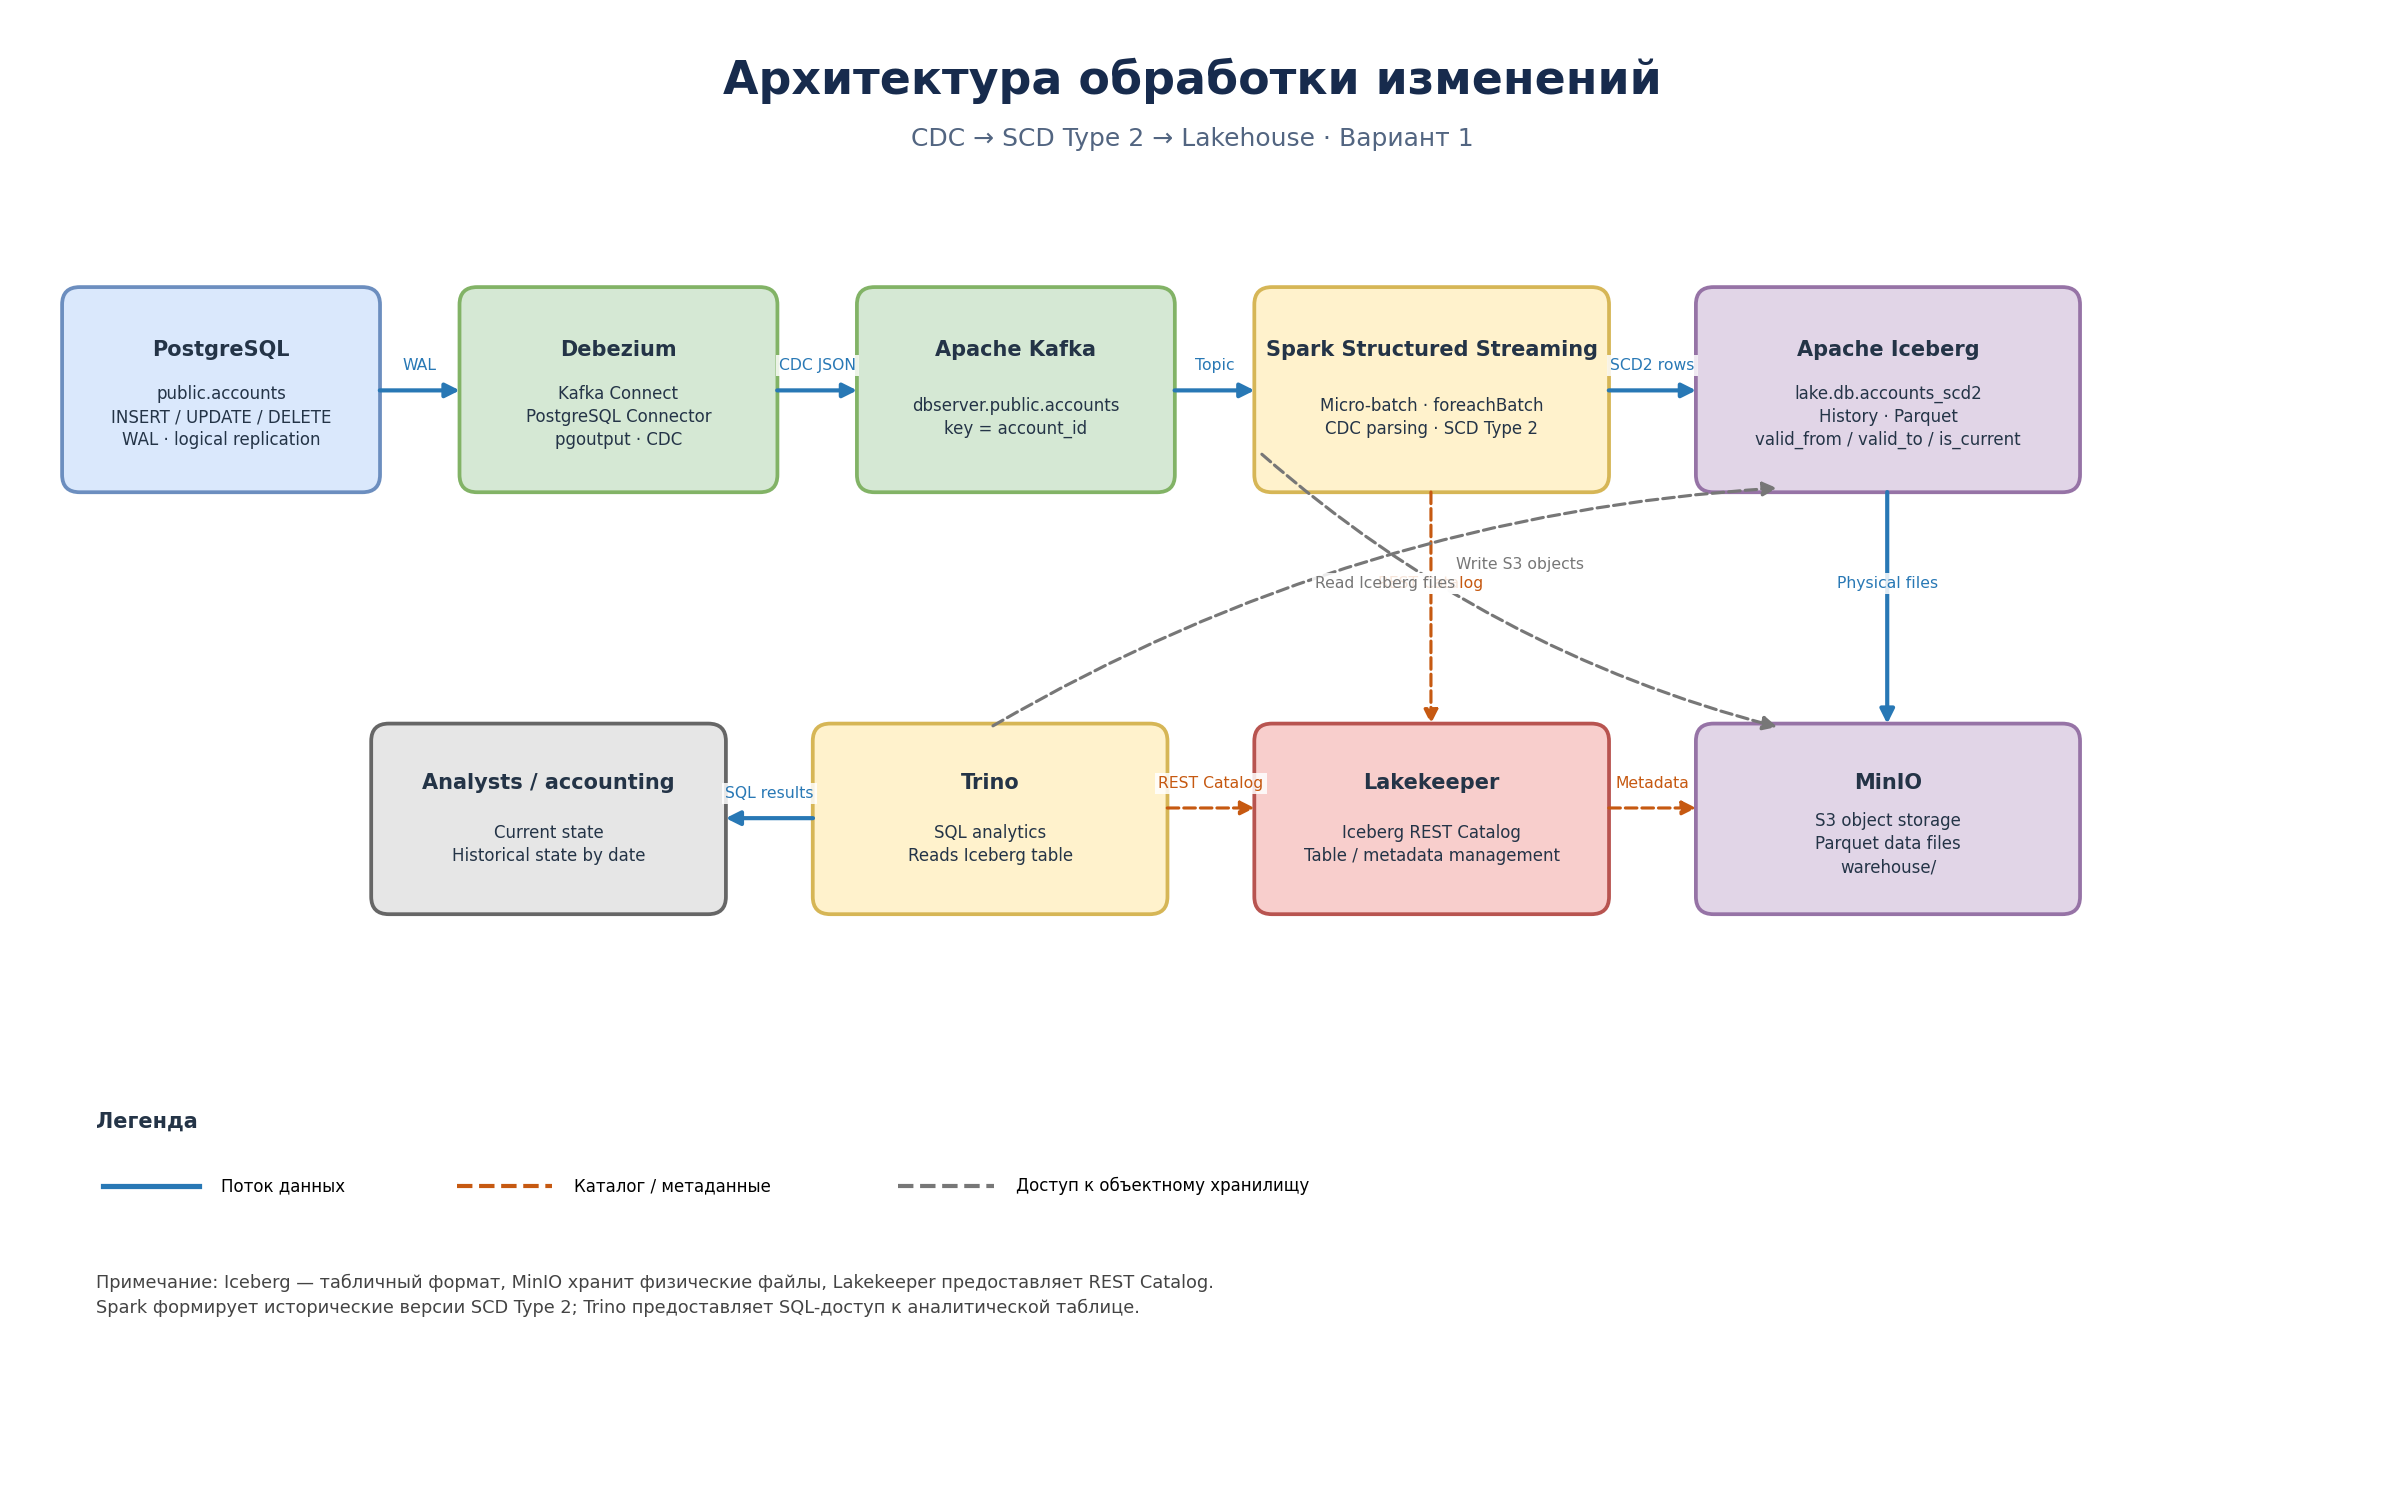 Архитектура обработки изменений
CDC → SCD Type 2 → Lakehouse · Вариант 1
PostgreSQL
public.accounts
INSERT / UPDATE / DELETE
WAL · logical replication
WAL
Debezium
Kafka Connect
PostgreSQL Connector
pgoutput · CDC
CDC JSON
Apache Kafka
dbserver.public.accounts
key = account_id
Topic
Spark Structured Streaming
Micro-batch · foreachBatch
CDC parsing · SCD Type 2
SCD2 rows
Apache Iceberg
lake.db.accounts_scd2
History · Parquet
valid_from / valid_to / is_current
Write S3 objects
Read Iceberg files
log
Physical files
Analysts / accounting
Current state
Historical state by date
SQL results
Trino
SQL analytics
Reads Iceberg table
REST Catalog
Lakekeeper
Iceberg REST Catalog
Table / metadata management
Metadata
MinIO
S3 object storage
Parquet data files
warehouse/
Легенда
Поток данных
Каталог / метаданные
Доступ к объектному хранилищу
Примечание: Iceberg — табличный формат, MinIO хранит физические файлы, Lakekeeper предоставляет REST Catalog.
Spark формирует исторические версии SCD Type 2; Trino предоставляет SQL-доступ к аналитической таблице.